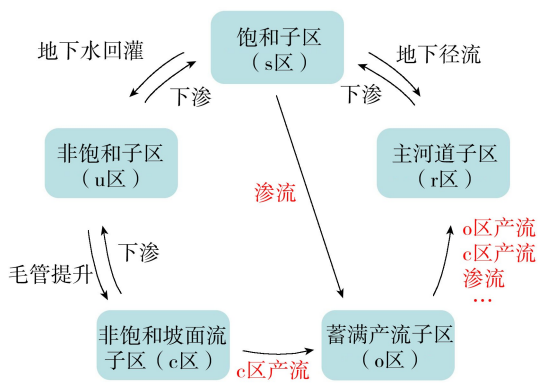 饱和子区
（s区）
地下水回灌
下渗
地下径流
下渗
非饱和子区
（u区）
主河道子区
（r区）
渗流
毛管提升
下渗
o区产流
c区产流
渗流
…
非饱和坡面流
子区（c区）
c区产流
蓄满产流子区
（o区）